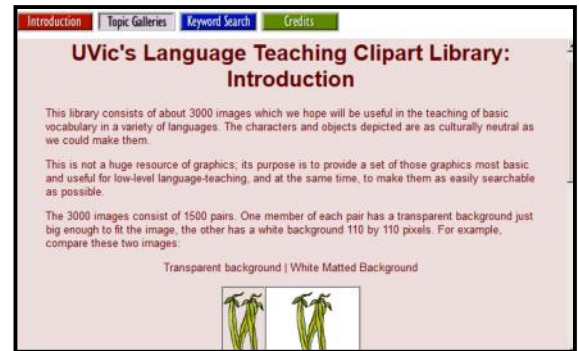 Introduction
Topic Galleries
Keyword Search
Credits
UVic's Language Teaching Clipart Library:
Introduction
This library consists of about 3000 images which we hope will be useful in the teaching of basic
vocabulary in a variety of languages. The characters and objects depicted are as culturally neutral as
we could make them.
This is not a huge resource of graphics; its purpose is to provide a set of those graphics most basic
and useful for low-level language-teaching, and at the same time, to make them as easily searchable
as possible.
The 3000 images consist of 1500 pairs. One member of each pair has a transparent background just
big enough to fit the image, the other has a white background 110 by 110 pixels. For example,
compare these two images:
Transparent background | White Matted Background